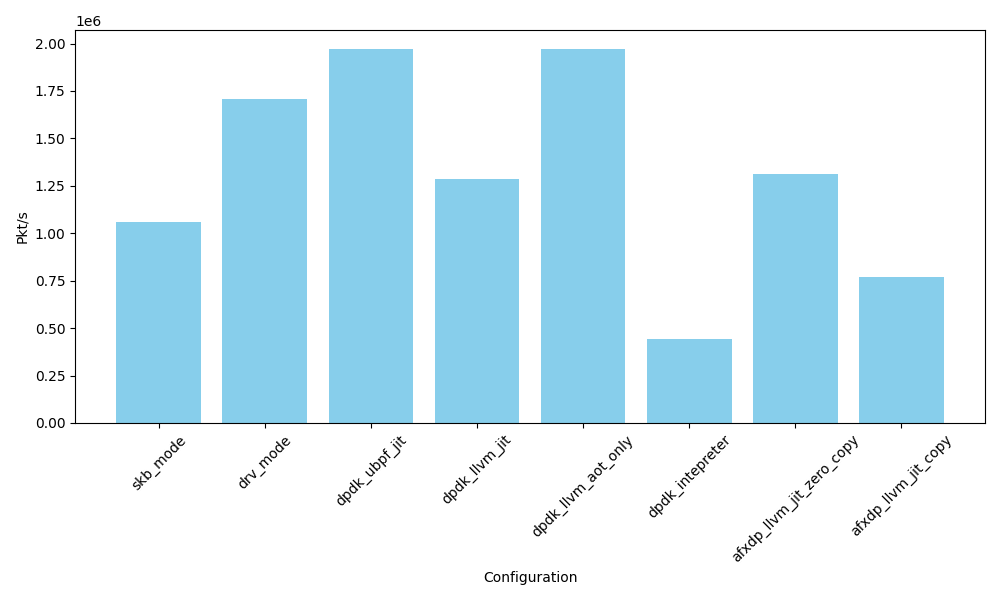 1e6
2.00
1.75
1.50
1.25
1.00
0.75
0.50
0.25
0.00
Pkt/s
skb_mode
drv_mode
dpdk_ubpf_jit
dpdk_llvm_jit
dpdk_llvm_aot_only
dpdk_intepreter
afxdp_llvm_jit_zero_copy
afxdp_llvm_jit_copy
Configuration